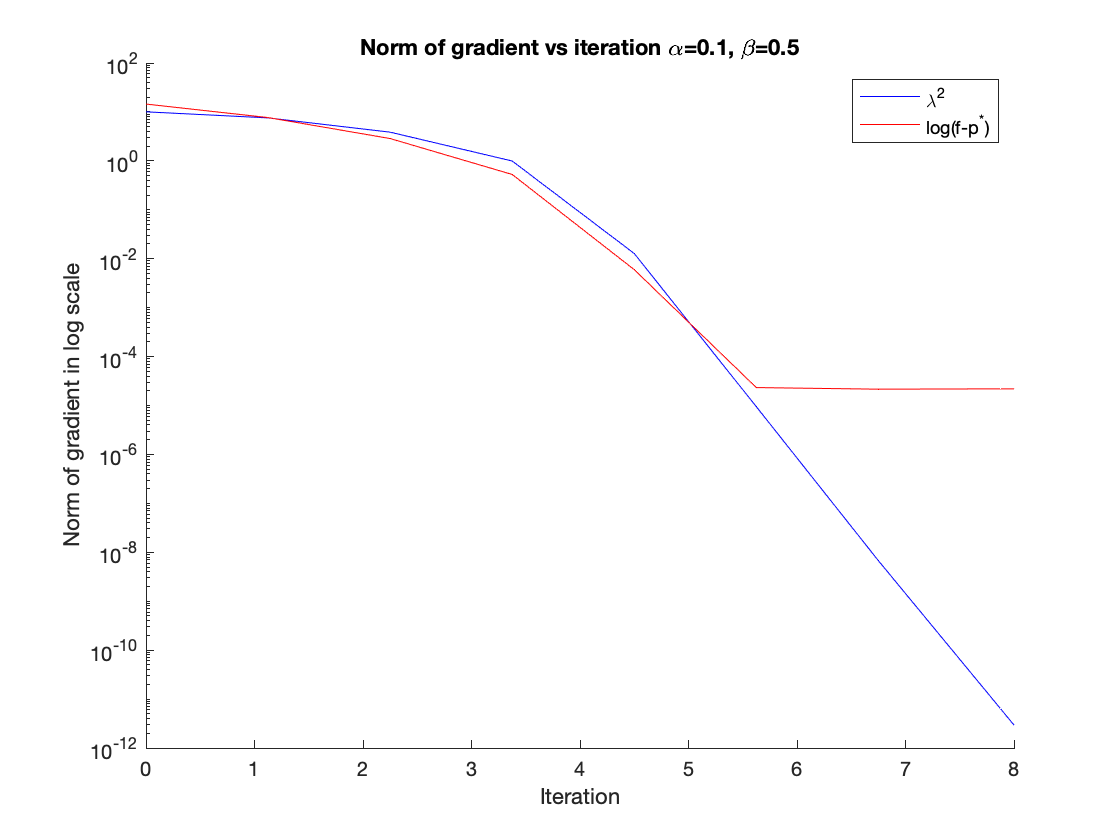 Norm of gradient vs iteration α=0.1, β=0.5
λ²
log(f-p*)
Norm of gradient in log scale
10²
10⁰
10⁻²
10⁻⁴
10⁻⁶
10⁻⁸
10⁻¹⁰
10⁻¹²
0 1 2 3 4 5 6 7 8
Iteration